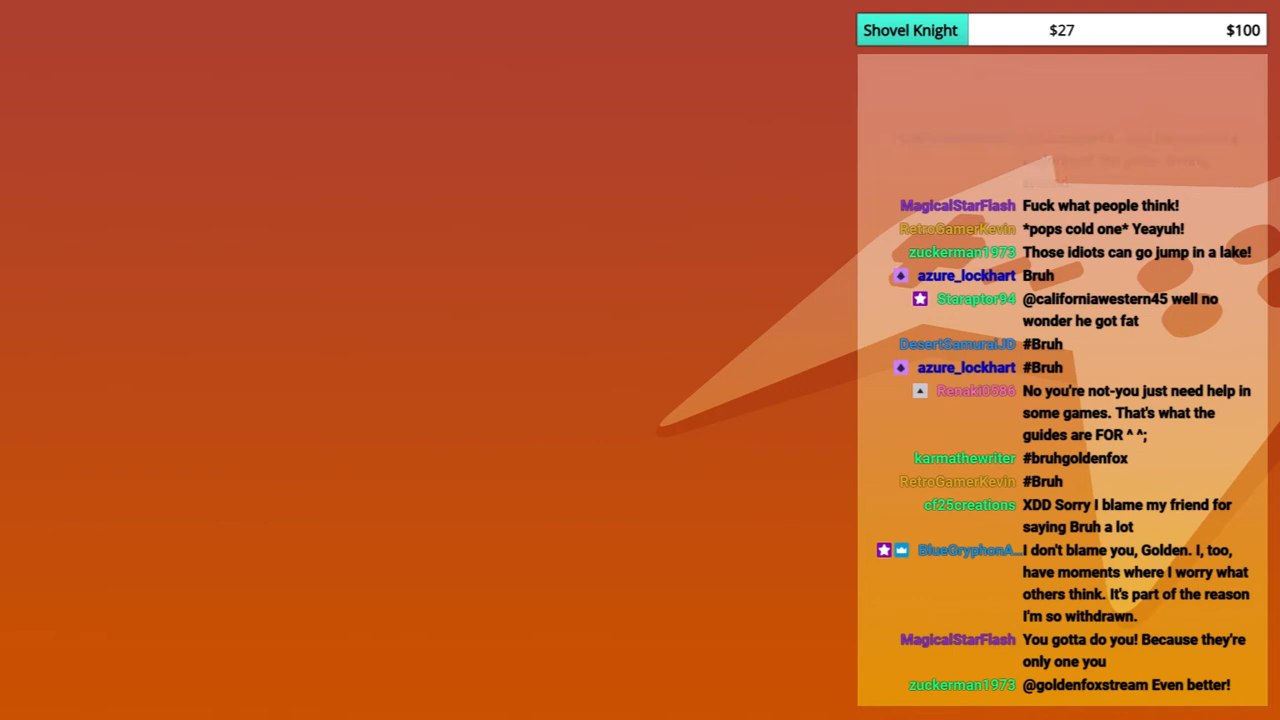 Shovel Knight $27 $100
MagicalStarFlash Fuck what people think!
RetroGamerKevin *pops cold one* Yeayuh!
zuckerman1973 Those idiots can go jump in a lake!
azure_lockhart Bruh
Staraptor94 @californiawestern45 well no
wonder he got fat
DesertSamuraiJD #Bruh
azure_lockhart #Bruh
Renaki0586 No you're not-you just need help in
some games. That's what the
guides are FOR ^ ^;
karmathewriter #bruhgoldenfox
RetroGamerKevin #Bruh
cf25creations XDD Sorry I blame my friend for
saying Bruh a lot
BlueGryphonA... I don't blame you, Golden. I, too,
have moments where I worry what
others think. It's part of the reason
I'm so withdrawn.
MagicalStarFlash You gotta do you! Because they're
only one you
zuckerman1973 @goldenfoxstream Even better!